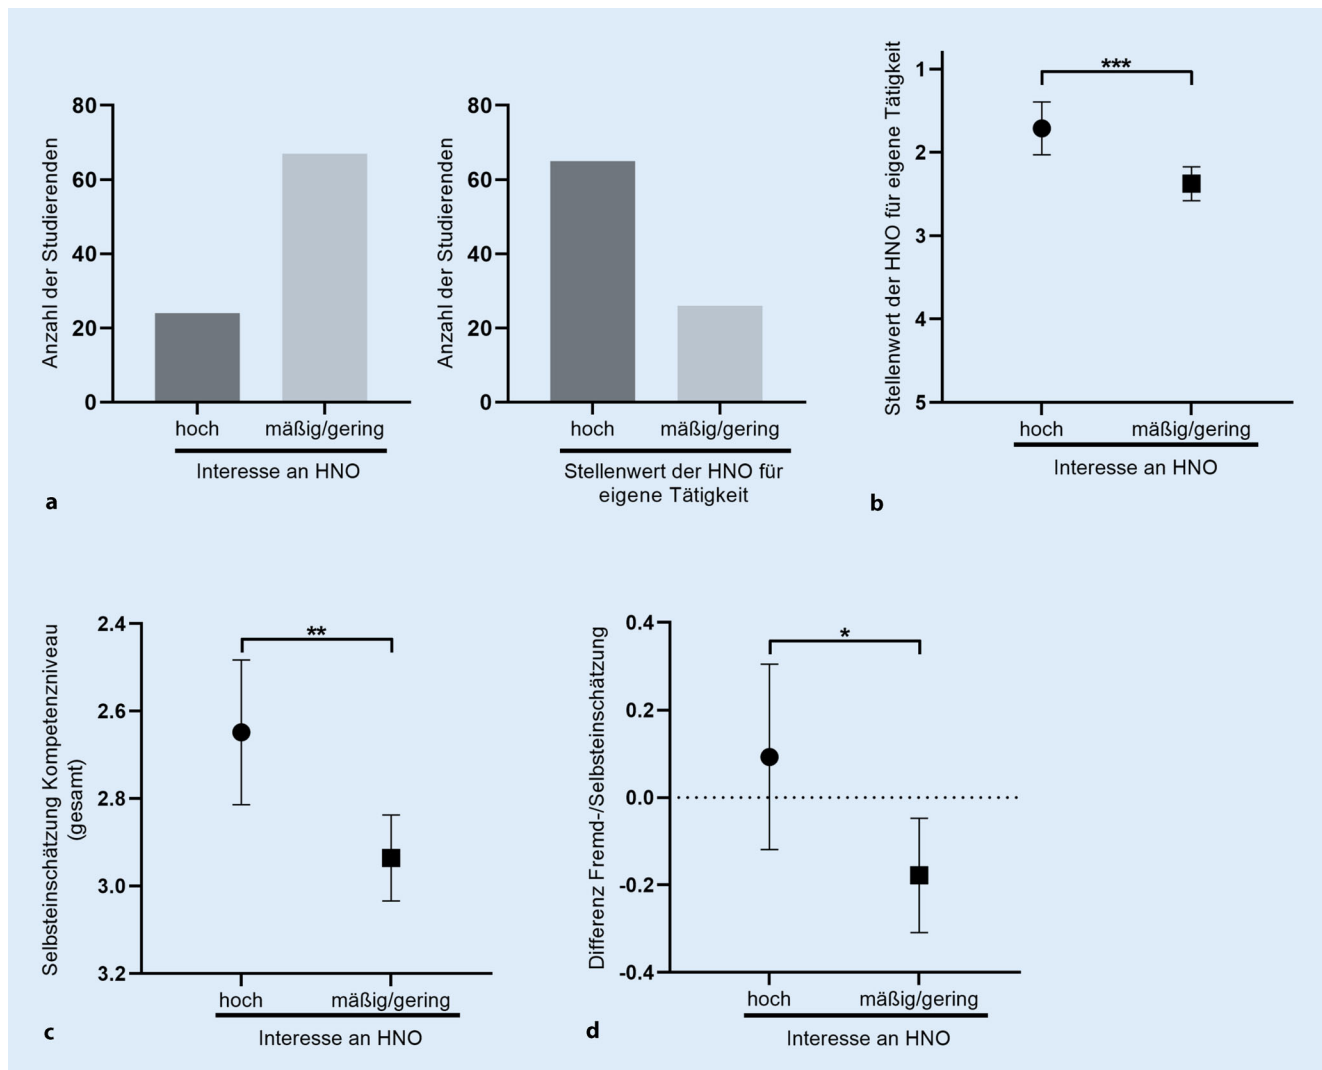 80
60
40
20
0
Anzahl der Studierenden
hoch
mäßig/gering
Interesse an HNO
80
60
40
20
0
Anzahl der Studierenden
hoch
mäßig/gering
Stellenwert der HNO für
eigene Tätigkeit
a
1
2
3
4
5
Stellenwert der HNO für eigene Tätigkeit
***
hoch
mäßig/gering
Interesse an HNO
b
2.4
2.6
2.8
3.0
3.2
Selbsteinschätzung Kompetenzniveau
(gesamt)
**
hoch
mäßig/gering
Interesse an HNO
c
0.4
0.2
0.0
-0.2
-0.4
Differenz Fremd-/Selbsteinschätzung
*
hoch
mäßig/gering
Interesse an HNO
d